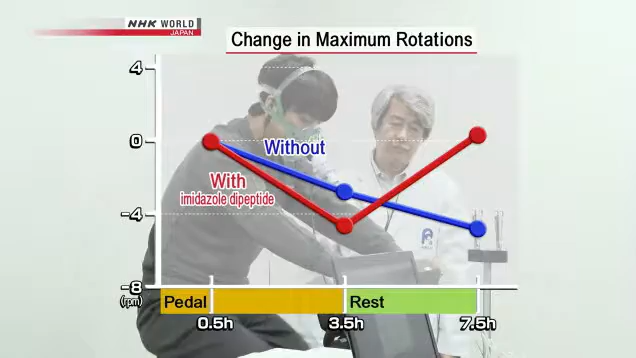 NHK WORLD
JAPAN
Change in Maximum Rotations
4
0
Without
With
imidazole dipeptide
-4
-8
(rpm)
Pedal
Rest
0.5h
3.5h
7.5h